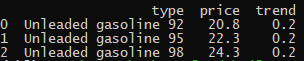 type price trend
0 Unleaded gasoline 92 20.8 0.2
1 Unleaded gasoline 95 22.3 0.2
2 Unleaded gasoline 98 24.3 0.2